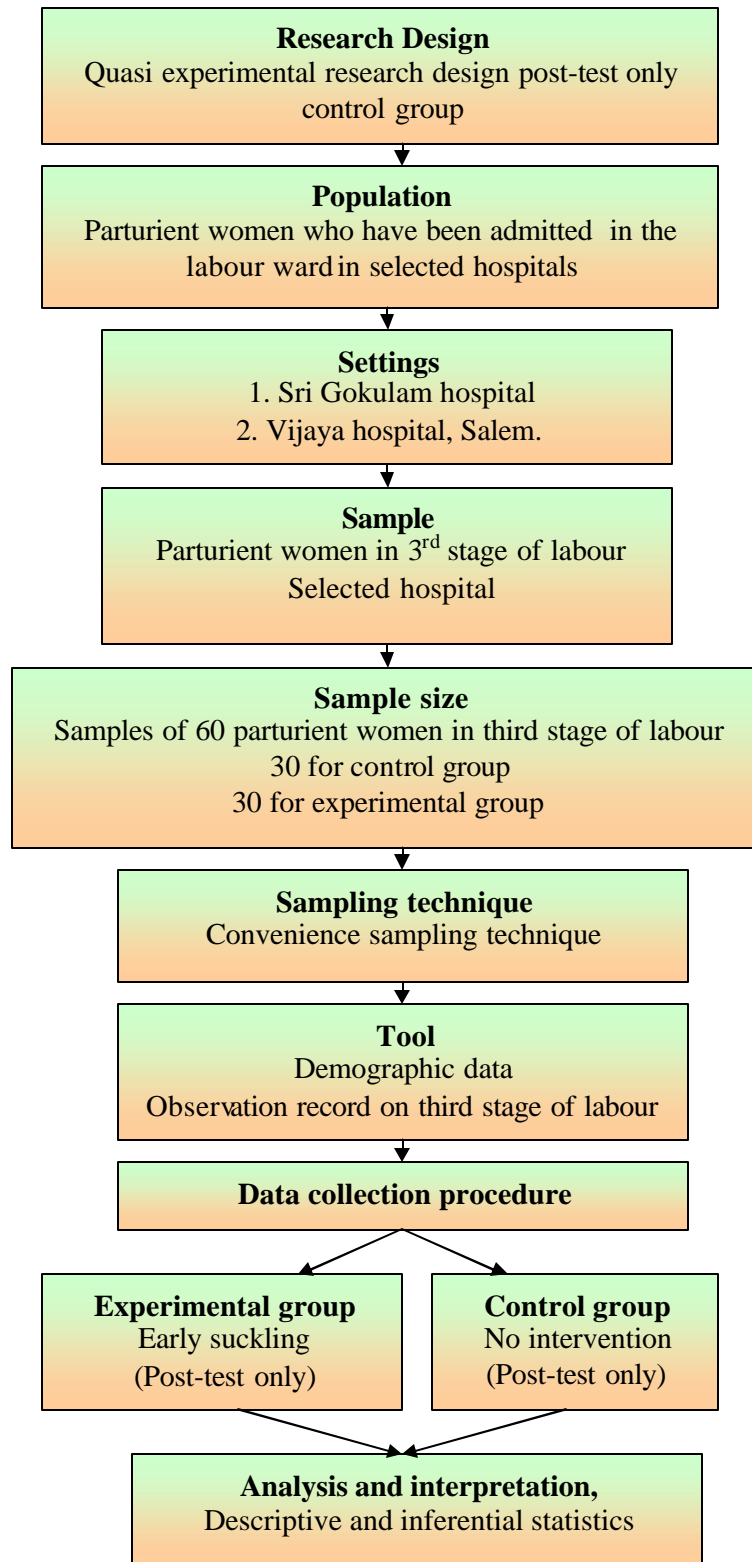 Research Design
Quasi experimental research design post-test only
control group
Population
Parturient women who have been admitted in the
labour ward in selected hospitals
Settings
1. Sri Gokulam hospital
2. Vijaya hospital, Salem.
Sample
Parturient women in 3rd stage of labour
Selected hospital
Sample size
Samples of 60 parturient women in third stage of labour
30 for control group
30 for experimental group
Sampling technique
Convenience sampling technique
Tool
Demographic data
Observation record on third stage of labour
Data collection procedure
Experimental group
Early suckling
(Post-test only)
Control group
No intervention
(Post-test only)
Analysis and interpretation,
Descriptive and inferential statistics